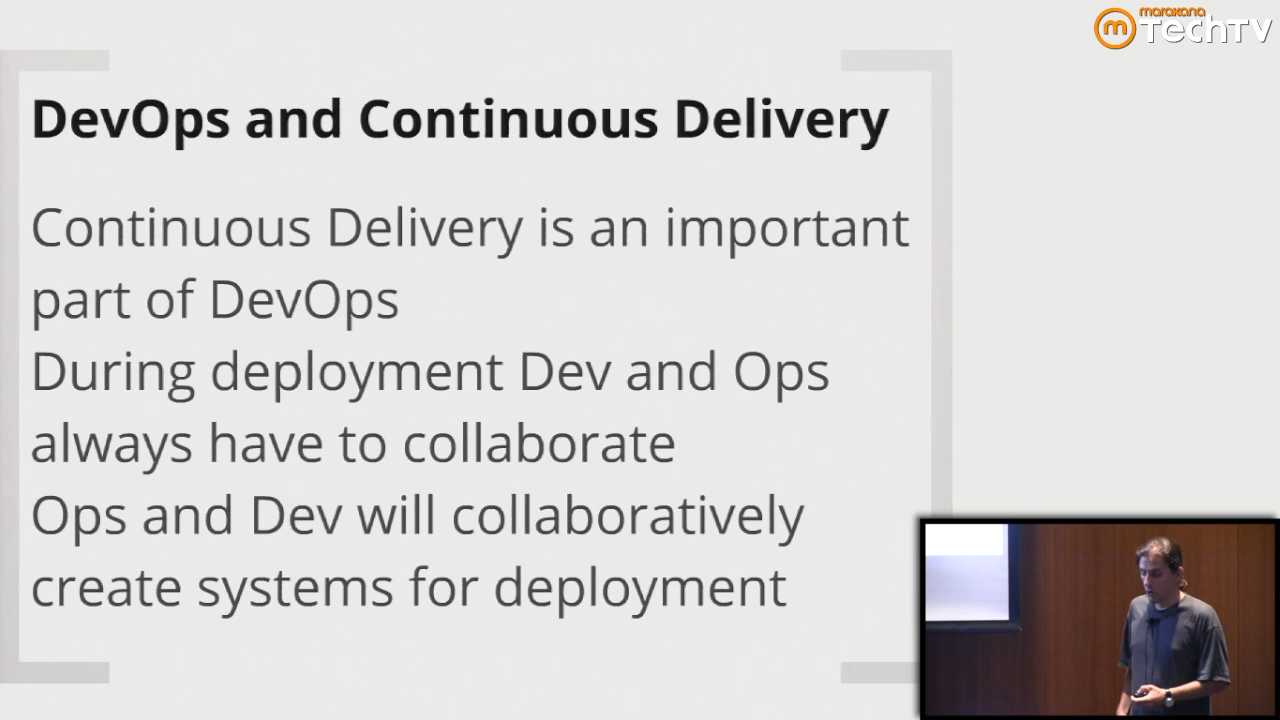 marakana
TechTV
DevOps and Continuous Delivery
Continuous Delivery is an important
part of DevOps
During deployment Dev and Ops
always have to collaborate
Ops and Dev will collaboratively
create systems for deployment